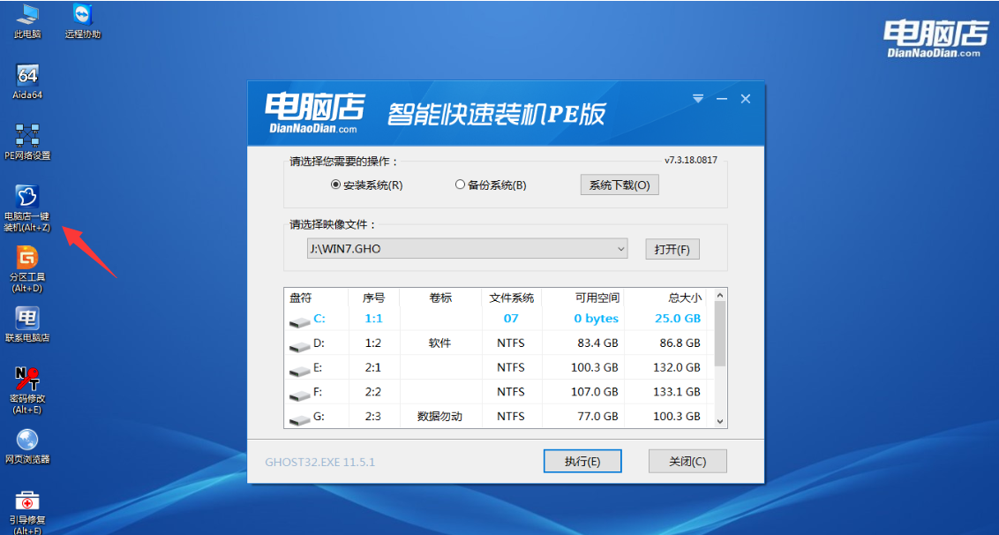 此电脑
远程协助
电脑店
DianNaoDian.com
64
Aida64
PE网络设置
电脑店一键
装机(Alt+Z)
分区工具
(Alt+D)
电
联系电脑店
NT
密码修改
(Alt+E)
网页浏览器
引导修复
(Alt+F)
电脑店
DianNaoDian.com
智能快速装机PE版
请选择您需要的操作：
v7.3.18.0817
安装系统(R)
备份系统(B)
系统下载(O)
请选择映像文件：
J:\WIN7.GHO
打开(F)
盘符 序号 卷标 文件系统 可用空间 总大小
C: 1:1 07 0 bytes 25.0 GB
D: 1:2 软件 NTFS 83.4 GB 86.8 GB
E: 2:1 NTFS 100.3 GB 132.0 GB
F: 2:2 NTFS 107.0 GB 133.1 GB
G: 2:3 数据勿动 NTFS 77.0 GB 100.3 GB
GHOST32.EXE 11.5.1
执行(E)
关闭(C)